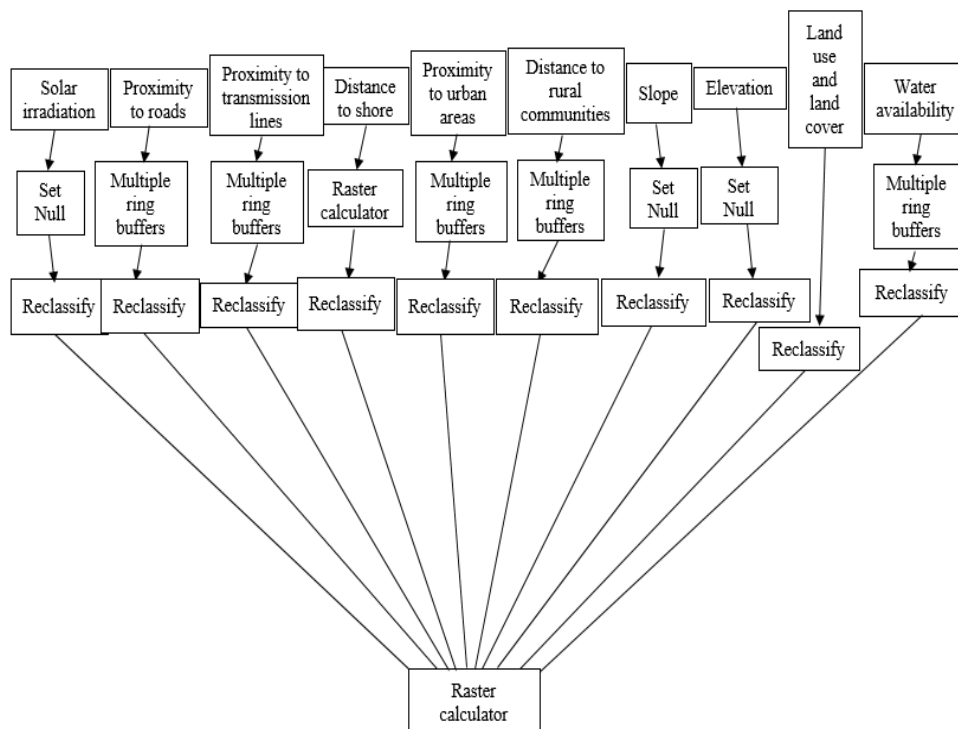 Solar
irradiation
Proximity
to roads
Proximity to
transmission
lines
Distance
to shore
Proximity
to urban
areas
Distance to
rural
communities
Slope
Elevation
Land
use
and
land
cover
Water
availability
Set
Null
Multiple
ring
buffers
Multiple
ring
buffers
Raster
calculator
Multiple
ring
buffers
Multiple
ring
buffers
Set
Null
Set
Null
Multiple
ring
buffers
Reclassify
Reclassify
Reclassify
Reclassify
Reclassify
Reclassify
Reclassify
Reclassify
Reclassify
Reclassify
Raster
calculator